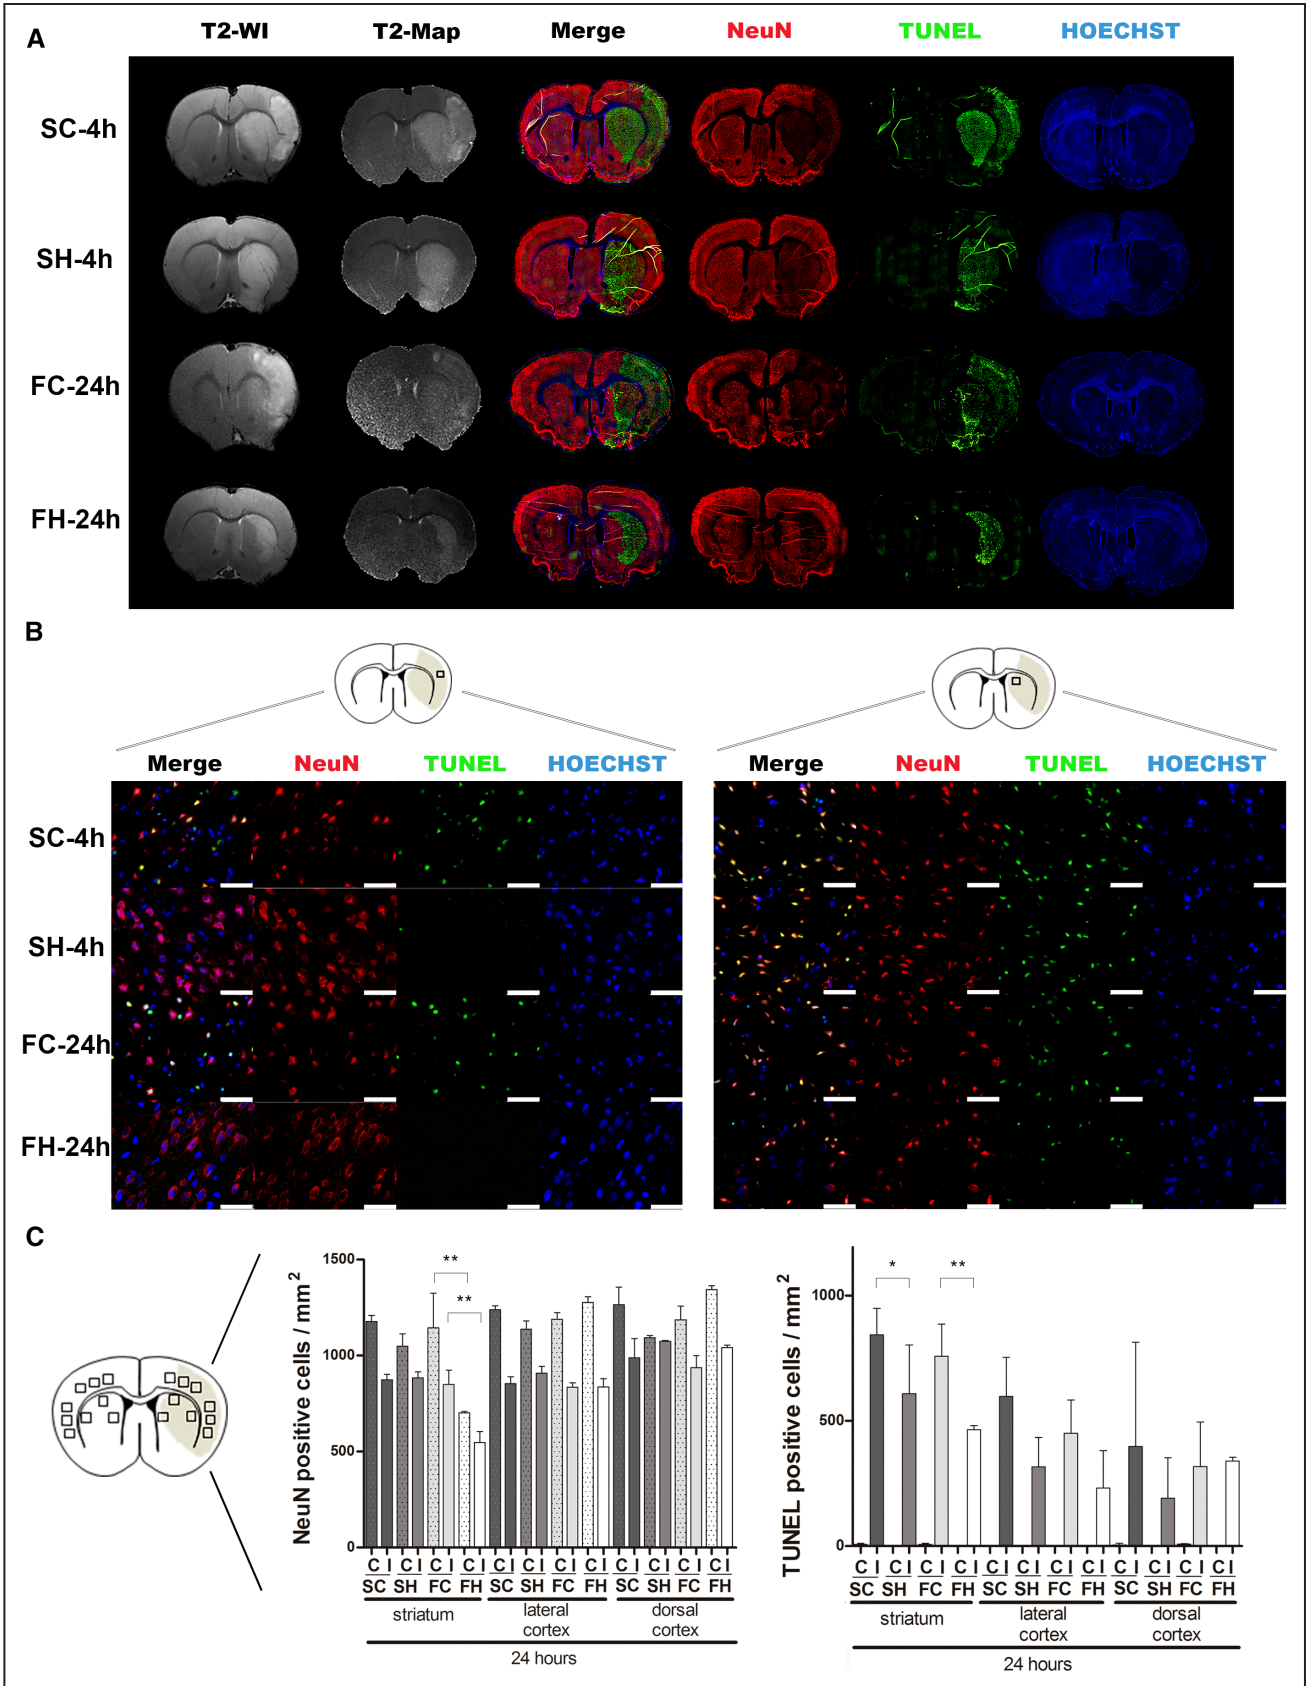 A
T2-WI T2-Map Merge NeuN TUNEL HOECHST
SC-4h
SH-4h
FC-24h
FH-24h
B
Merge NeuN TUNEL HOECHST Merge NeuN TUNEL HOECHST
SC-4h
SH-4h
FC-24h
FH-24h
C
NeuN positive cells / mm2
1500
1000
500
0
** **
C I C I C I C I C I C I C I C I C I C I C I C I
SC SH FC FH SC SH FC FH SC SH FC FH
striatum lateral cortex dorsal cortex
24 hours
TUNEL positive cells / mm2
1000
500
0
* **
C I C I C I C I C I C I C I C I C I C I C I C I
SC SH FC FH SC SH FC FH SC SH FC FH
striatum lateral cortex dorsal cortex
24 hours